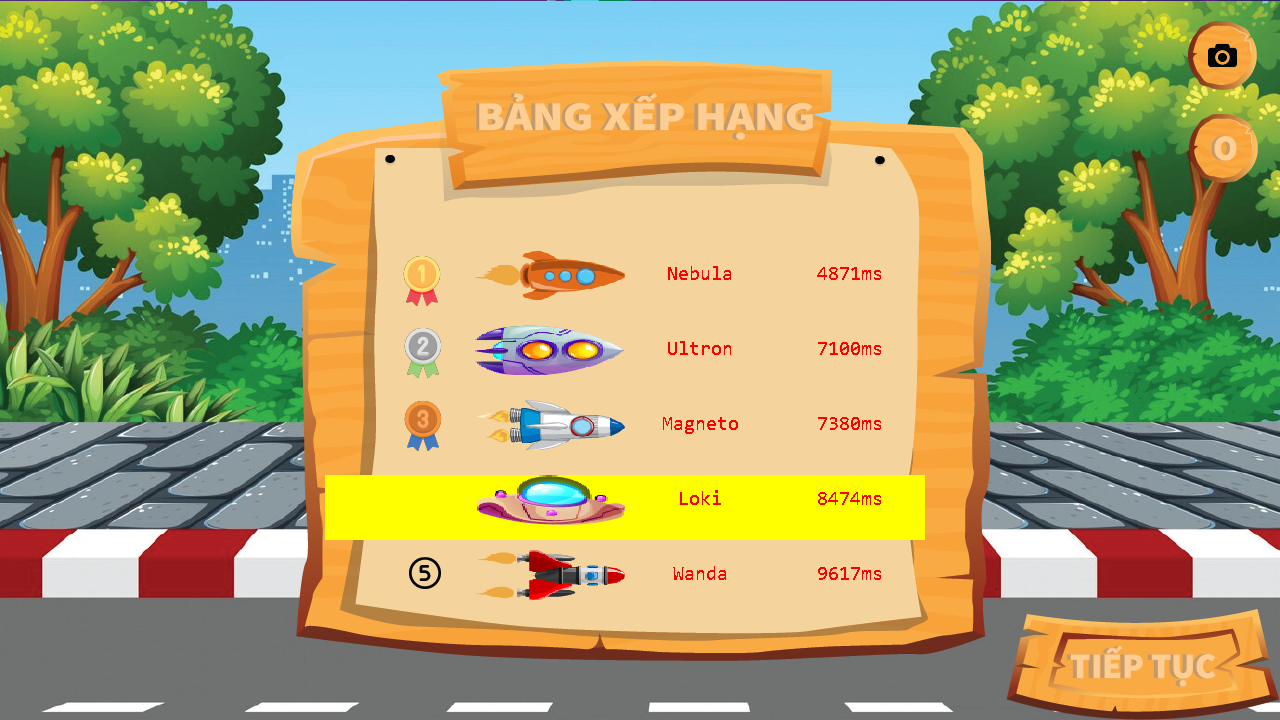 BẢNG XẾP HẠNG
0
1 Nebula 4871ms
2 Ultron 7100ms
3 Magneto 7380ms
Loki 8474ms
5 Wanda 9617ms
TIẾP TỤC